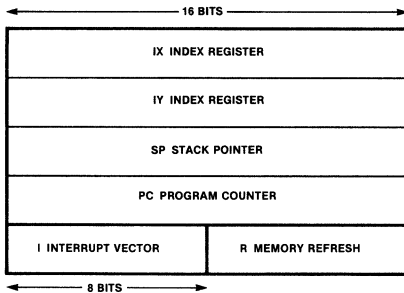 16 BITS
IX INDEX REGISTER
IY INDEX REGISTER
SP STACK POINTER
PC PROGRAM COUNTER
I INTERRUPT VECTOR
R MEMORY REFRESH
8 BITS